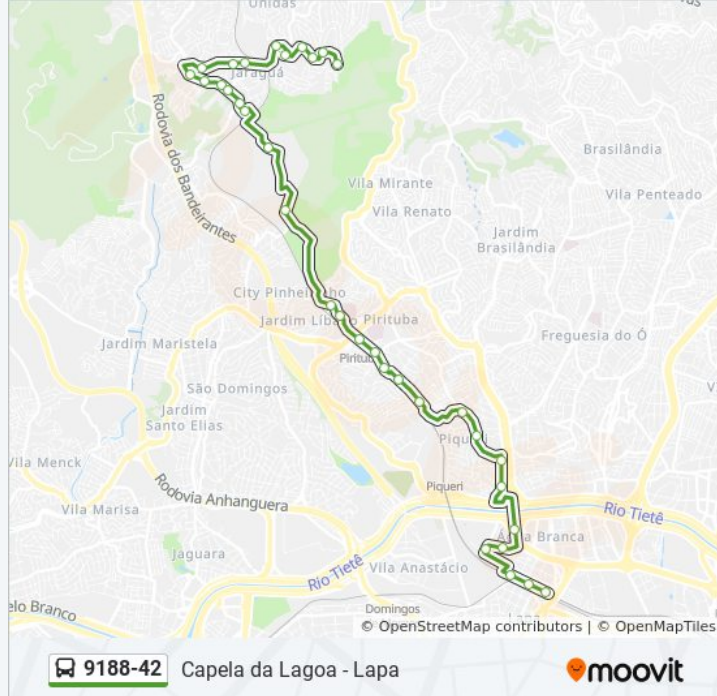 Unidas
Jaraguá
Rodovia dos Bandeirantes
Brasilândia
Vila Mirante
Vila Penteado
Vila Renato
Jardim
Brasilândia
City Pinheirinho
Jardim Líbano
Pirituba
Freguesia do Ó
Jardim Maristela
Pirituba
São Domingos
Jardim
Santo Elias
Piqueri
Vila Menck
Rodovia Anhanguera
Piqueri
Vila Marisa
Rio Tietê
Água Branca
Jaguara
Vila Anastácio
Rio Tietê
elo Branco
Domingos
Lapa
© OpenStreetMap contributors | © OpenMapTiles
9188-42 Capela da Lagoa - Lapa
moovit